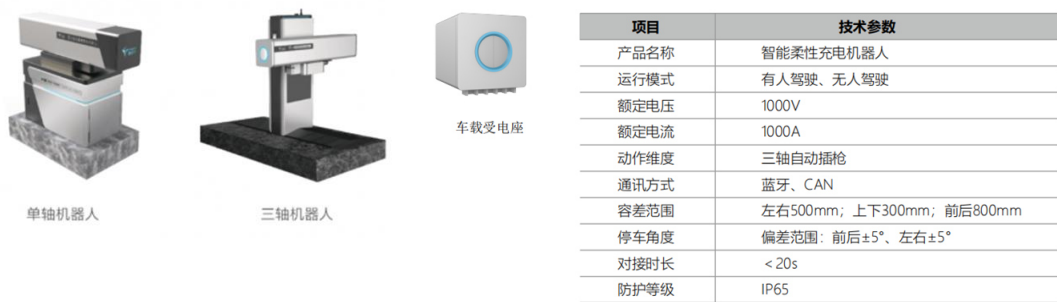 单轴机器人
三轴机器人
车载受电座
项目 技术参数
产品名称 智能柔性充电机器人
运行模式 有人驾驶、无人驾驶
额定电压 1000V
额定电流 1000A
动作维度 三轴自动插枪
通讯方式 蓝牙、CAN
容差范围 左右500mm；上下300mm；前后800mm
停车角度 偏差范围：前后±5°、左右±5°
对接时长 ＜20s
防护等级 IP65